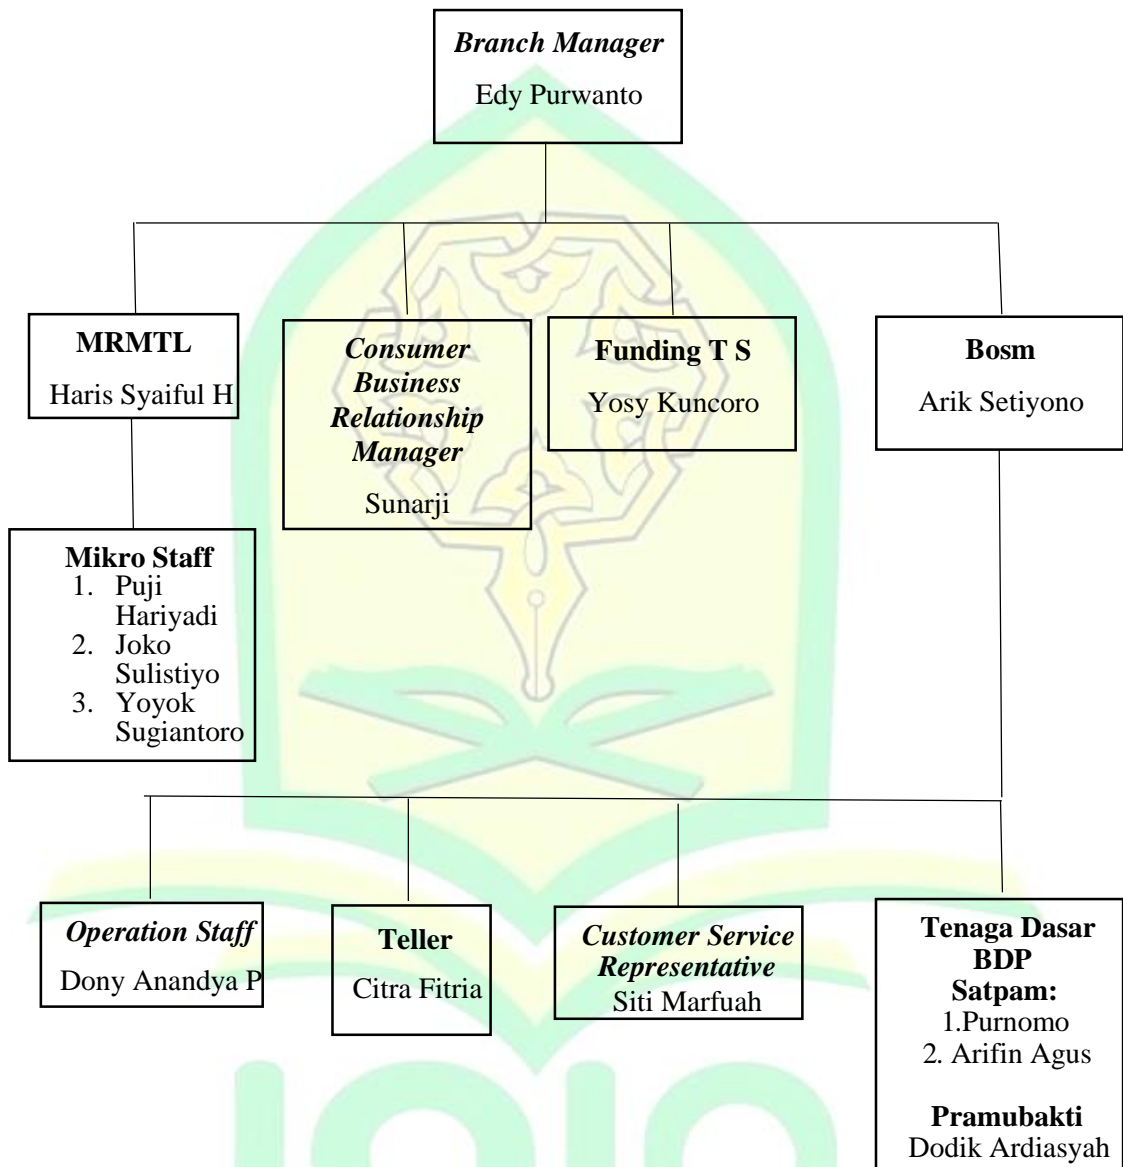 Branch Manager
Edy Purwanto
MRMTL
Haris Syaiful H
Consumer
Business
Relationship
Manager
Sunarji
Funding T S
Yosy Kuncoro
Bosm
Arik Setiyono
Mikro Staff
1. Puji
Hariyadi
2. Joko
Sulistiyo
3. Yoyok
Sugiantoro
Operation Staff
Dony Anandya P
Teller
Citra Fitria
Customer Service
Representative
Siti Marfuah
Tenaga Dasar
BDP
Satpam:
1.Purnomo
2. Arifin Agus
Pramubakti
Dodik Ardiasyah